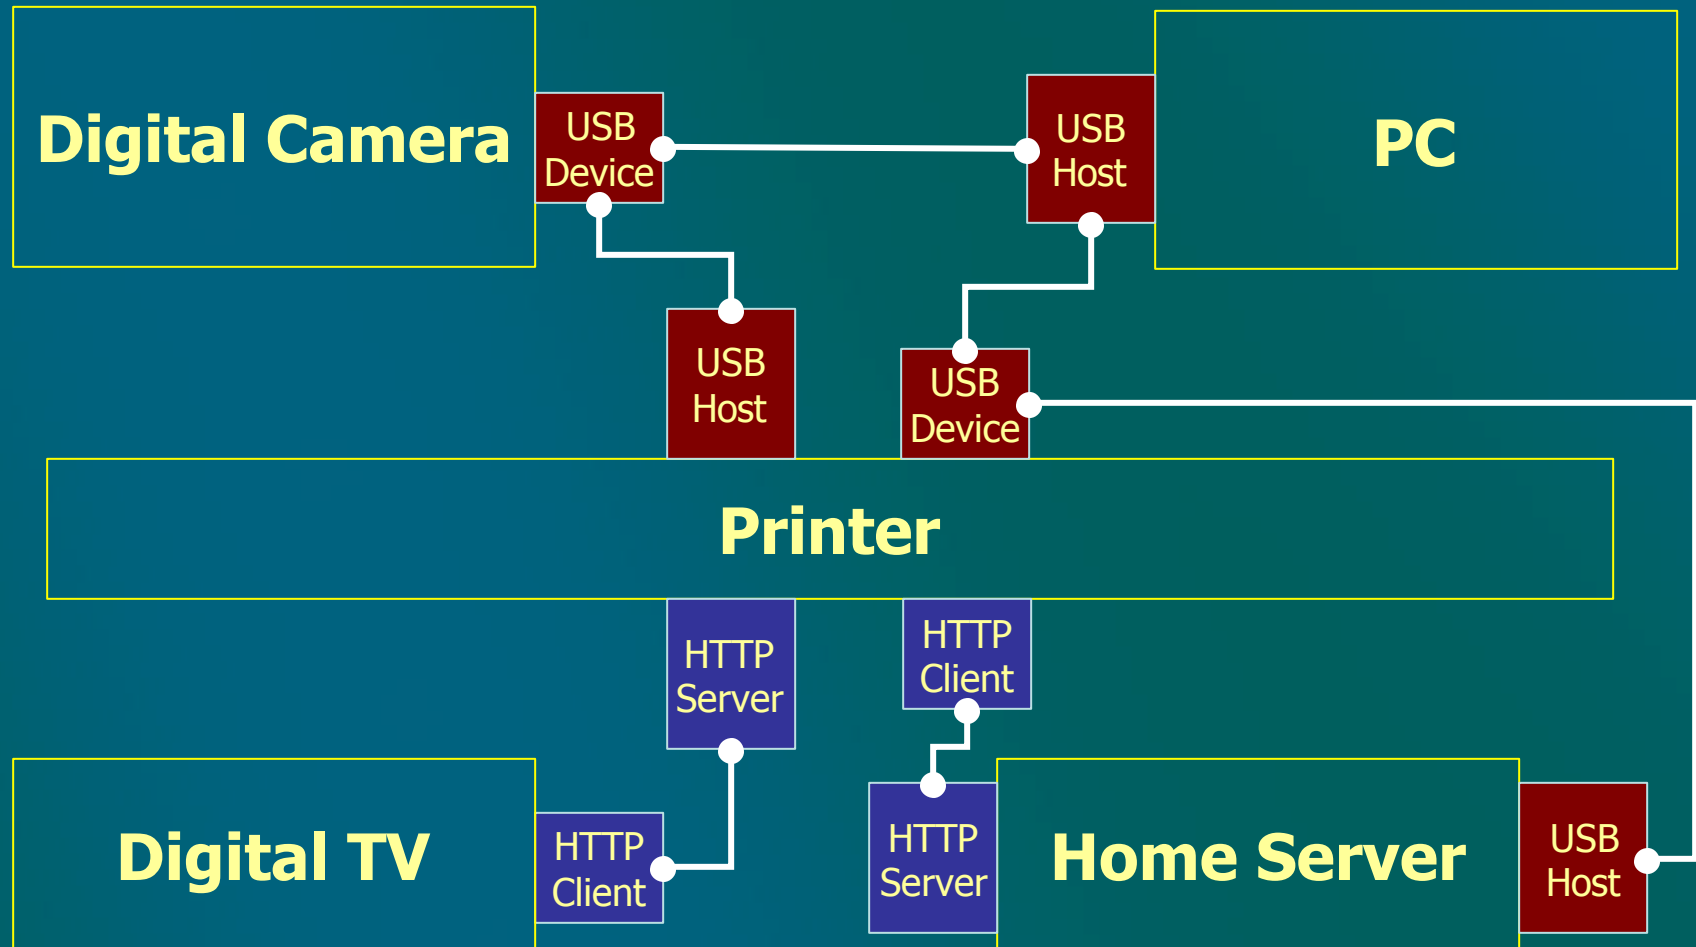 Digital Camera
USB
Device
USB
Host
PC
USB
Host
USB
Device
Printer
HTTP
Server
HTTP
Client
Digital TV
HTTP
Client
HTTP
Server
Home Server
USB
Host